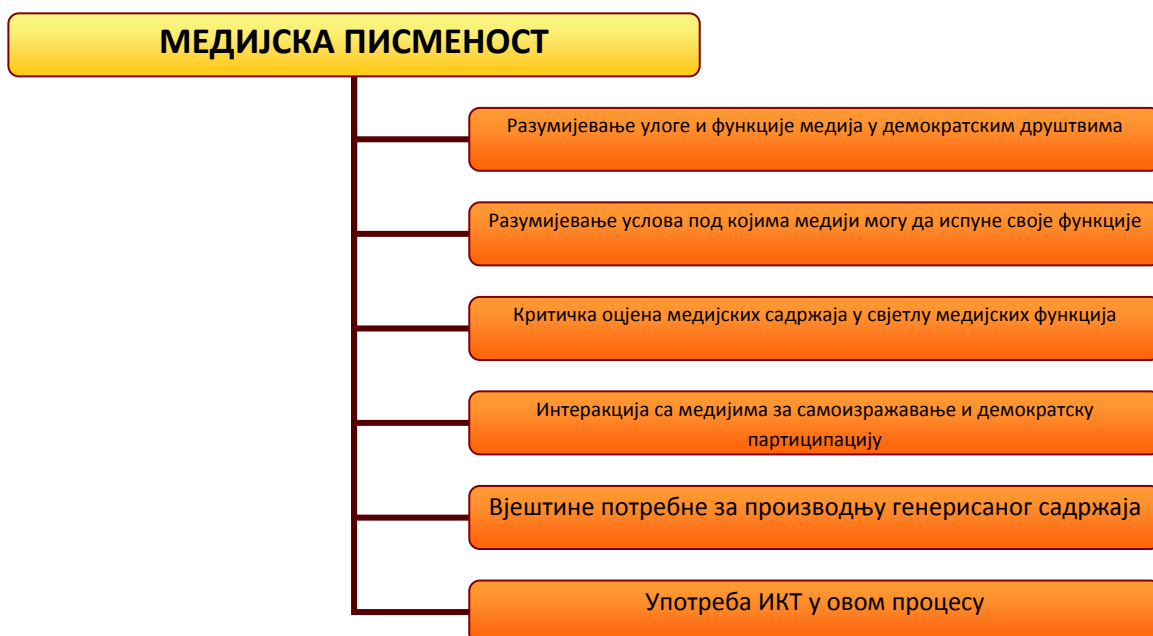 МЕДИЈСКА ПИСМЕНОСТ
Разумијевање улоге и функције медија у демократским друштвима
Разумијевање услова под којима медији могу да испуне своје функције
Критичка оцјена медијских садржаја у свјетлу медијских функција
Интеракција са медијима за самоизражавање и демократску
партиципацију
Вјештине потребне за производњу генерисаног садржаја
Употреба ИКТ у овом процесу